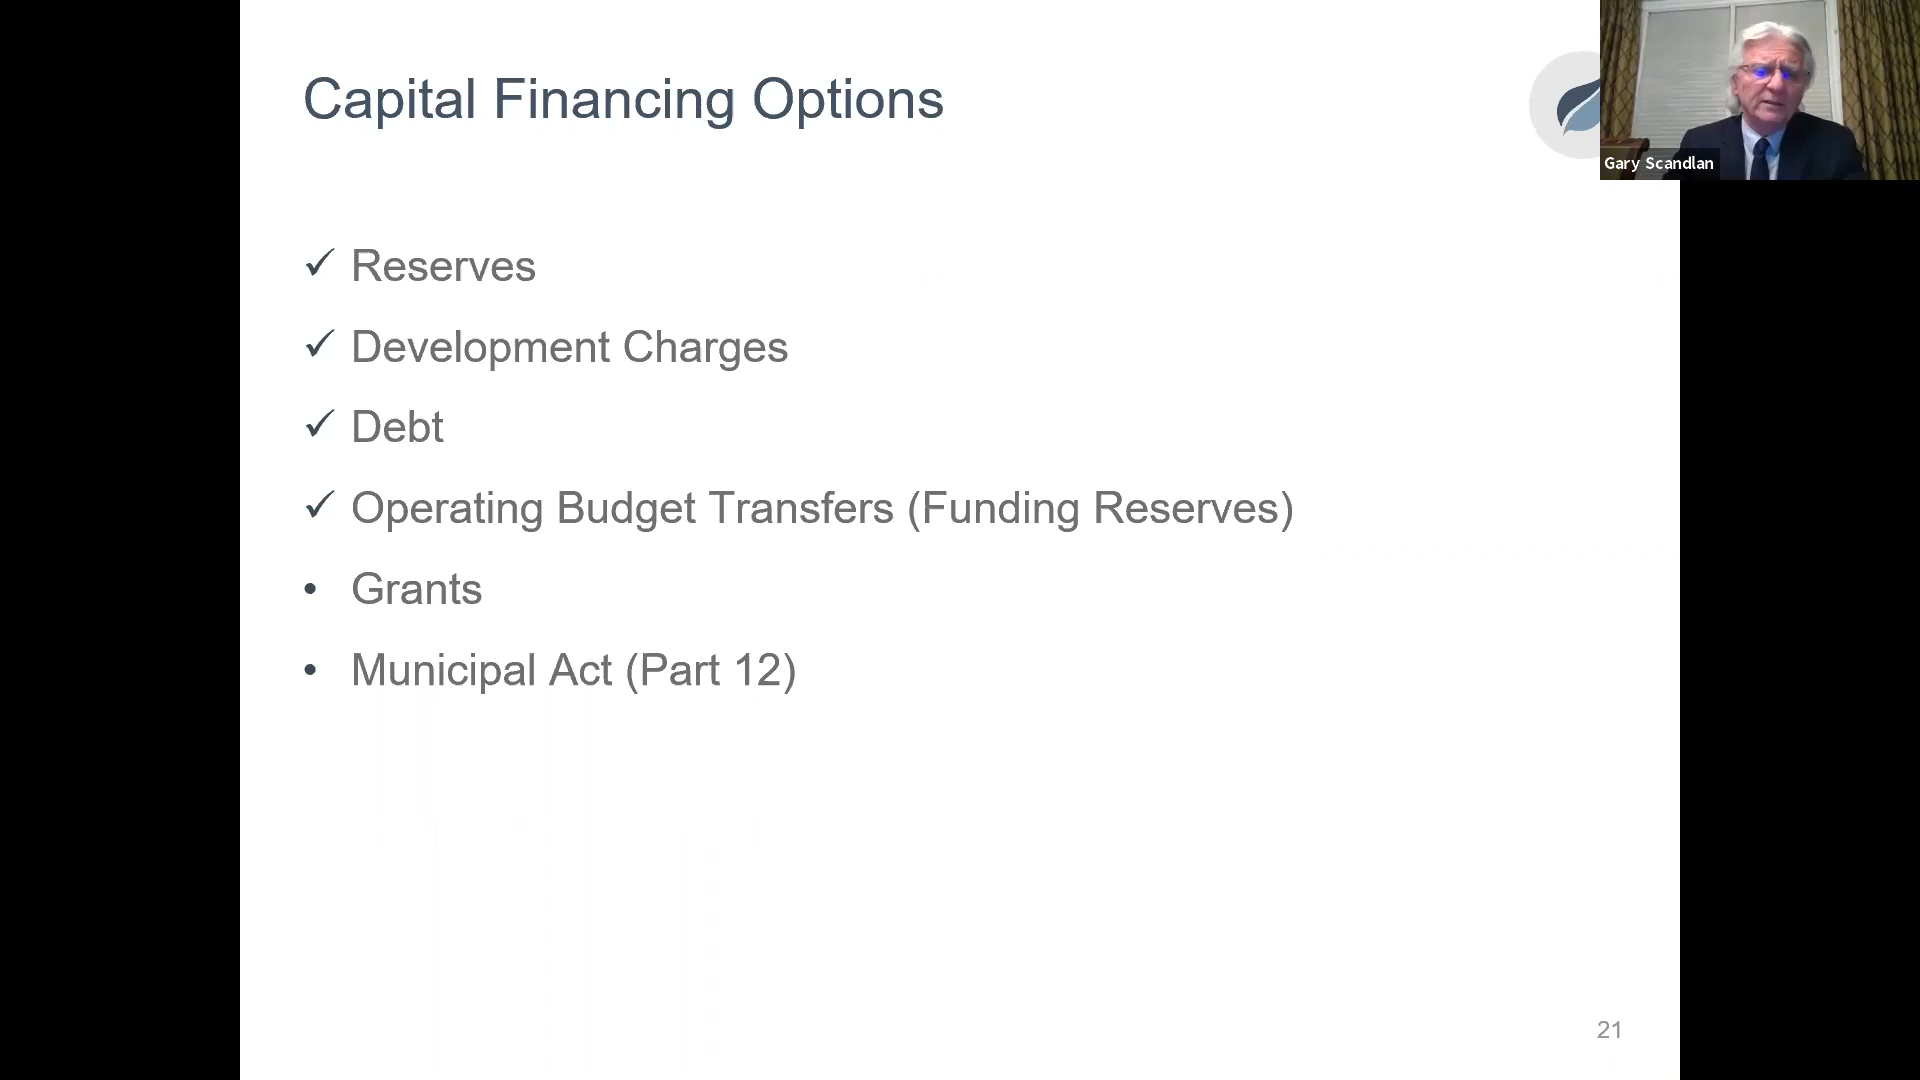 Capital Financing Options
Gary Scandlan
✓ Reserves
✓ Development Charges
✓ Debt
✓ Operating Budget Transfers (Funding Reserves)
• Grants
• Municipal Act (Part 12)
21